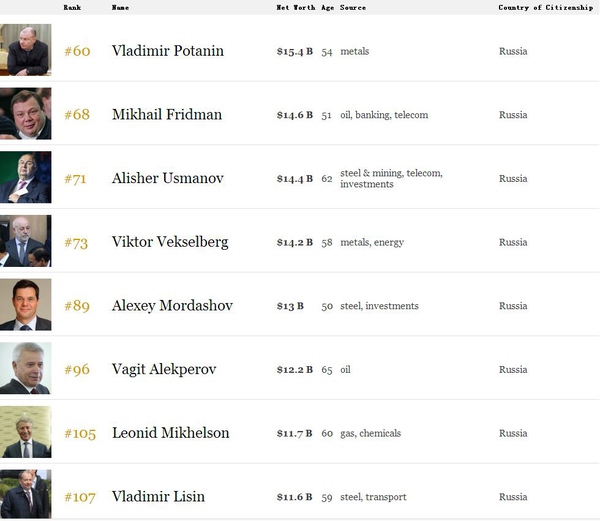 Rank Name Net Worth Age Source Country of Citizenship
#60 Vladimir Potanin $15.4 B 54 metals Russia
#68 Mikhail Fridman $14.6 B 51 oil, banking, telecom Russia
#71 Alisher Usmanov $14.4 B 62 steel & mining, telecom, investments Russia
#73 Viktor Vekselberg $14.2 B 58 metals, energy Russia
#89 Alexey Mordashov $13 B 50 steel, investments Russia
#96 Vagit Alekperov $12.2 B 65 oil Russia
#105 Leonid Mikhelson $11.7 B 60 gas, chemicals Russia
#107 Vladimir Lisin $11.6 B 59 steel, transport Russia